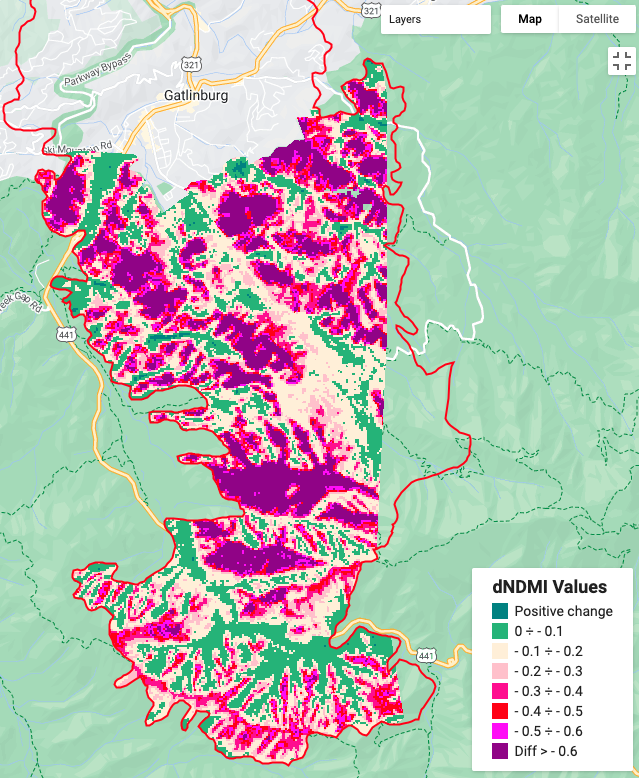 321
Layers
Map
Satellite
Parkway Bypass
321
Gatlinburg
ski Mountain Rd
eek Gap Rd
441
441
dNDMI Values
Positive change
0 ÷ - 0.1
- 0.1 ÷ - 0.2
- 0.2 ÷ - 0.3
- 0.3 ÷ - 0.4
- 0.4 ÷ - 0.5
- 0.5 ÷ - 0.6
Diff > - 0.6